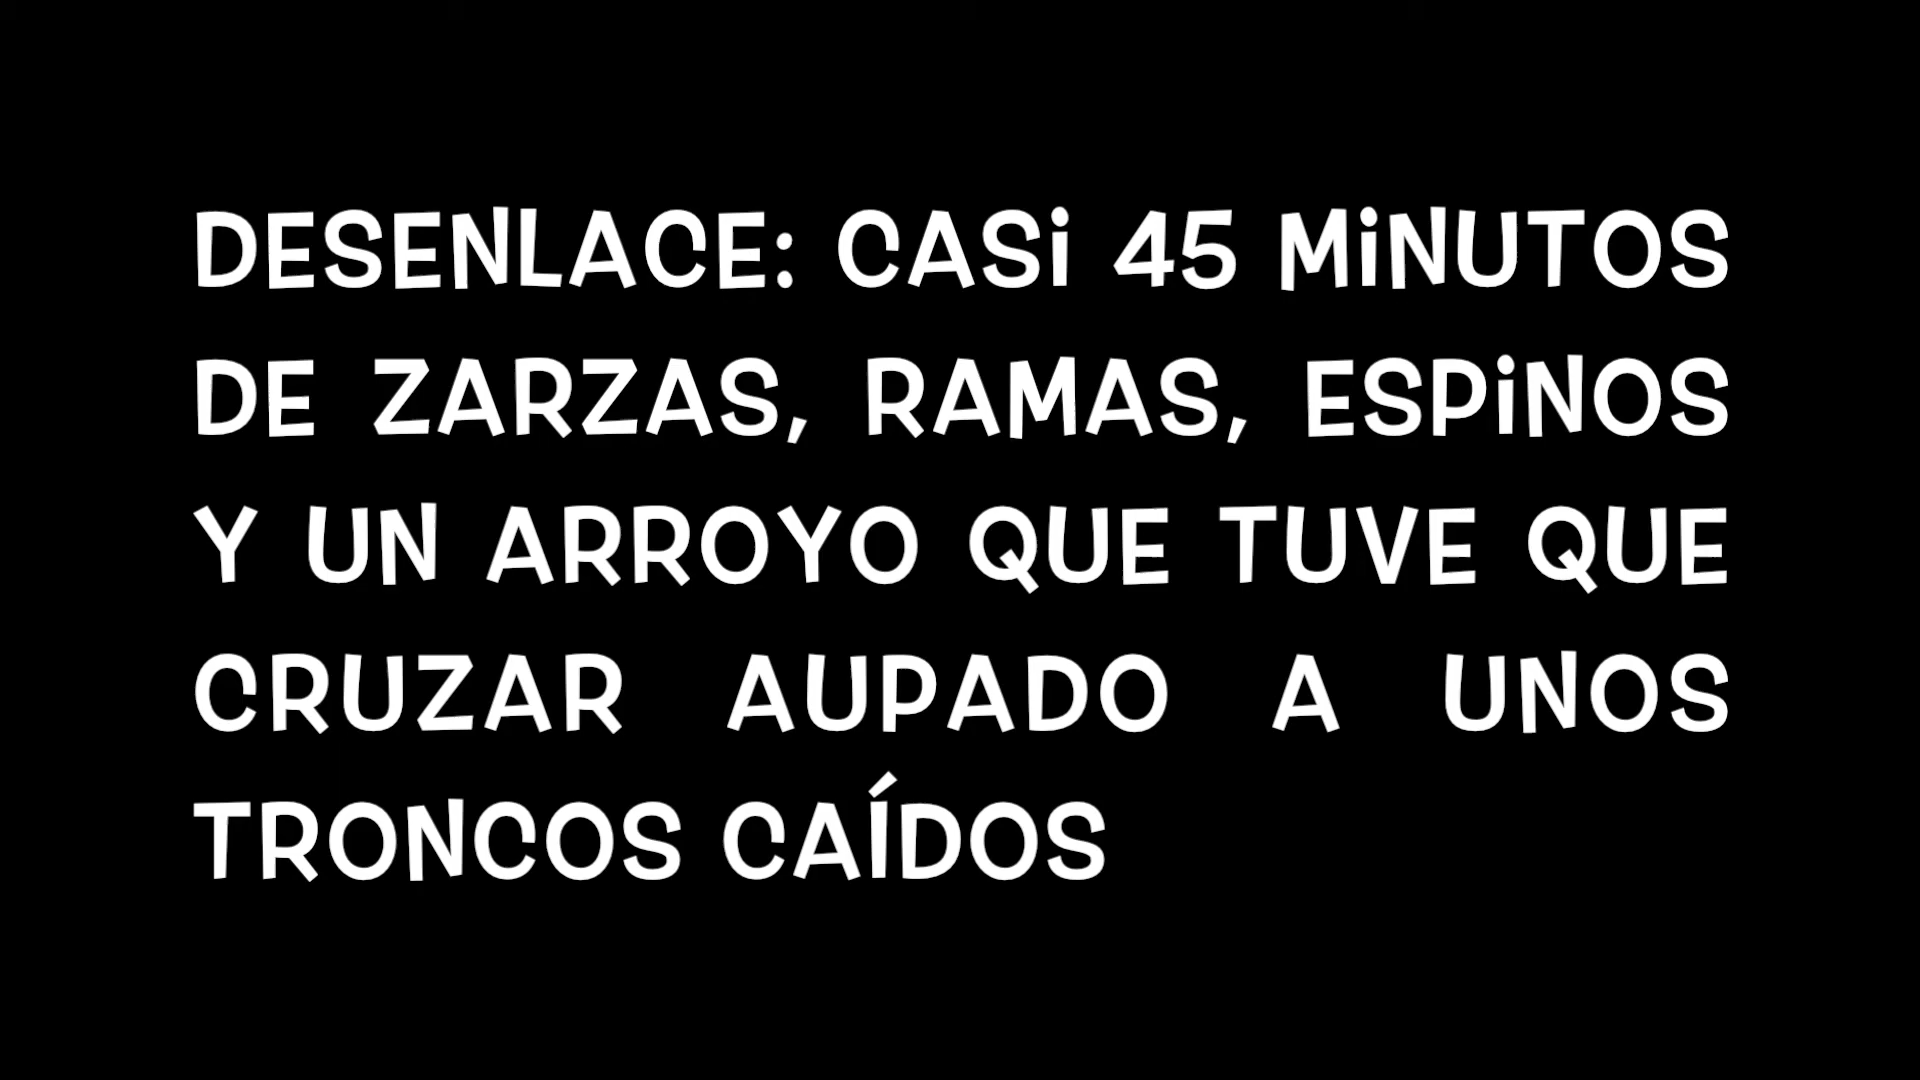 DESENLACE: CASi 45 MiNUTOS
DE ZARZAS, RAMAS, ESPiNOS
Y UN ARROYO QUE TUVE QUE
CRUZAR AUPADO A UNOS
TRONCOS CAÍDOS